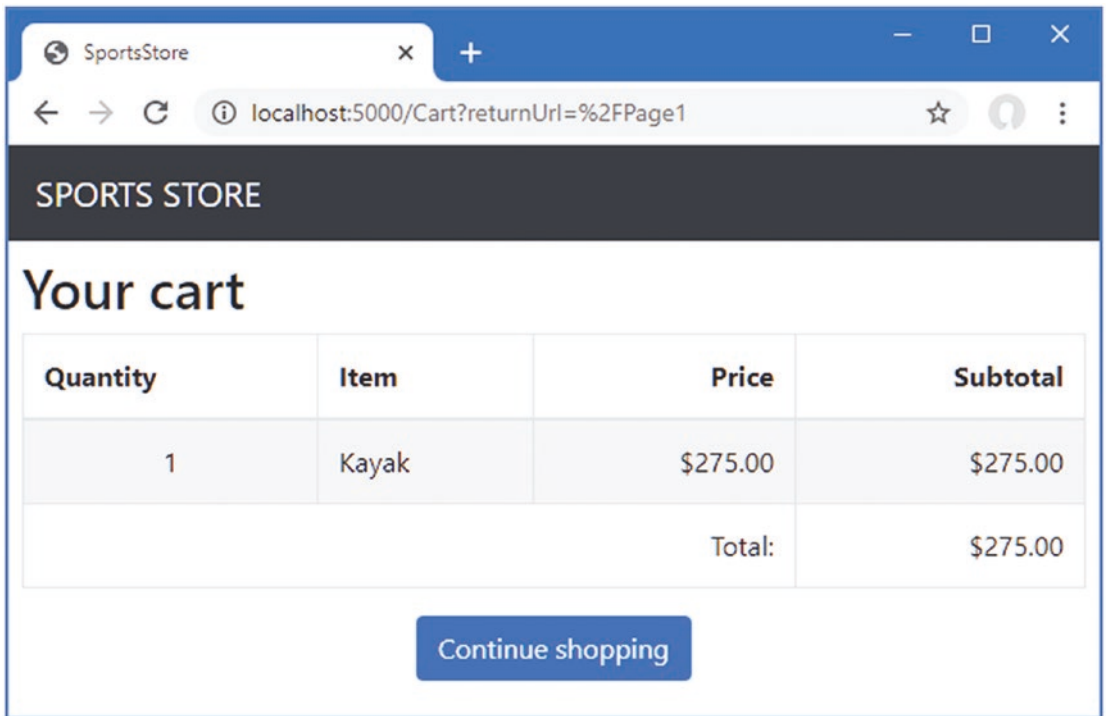 SportsStore
localhost:5000/Cart?returnUrl=%2FPage1
SPORTS STORE
Your cart
Quantity Item Price Subtotal
1 Kayak $275.00 $275.00
Total: $275.00
Continue shopping